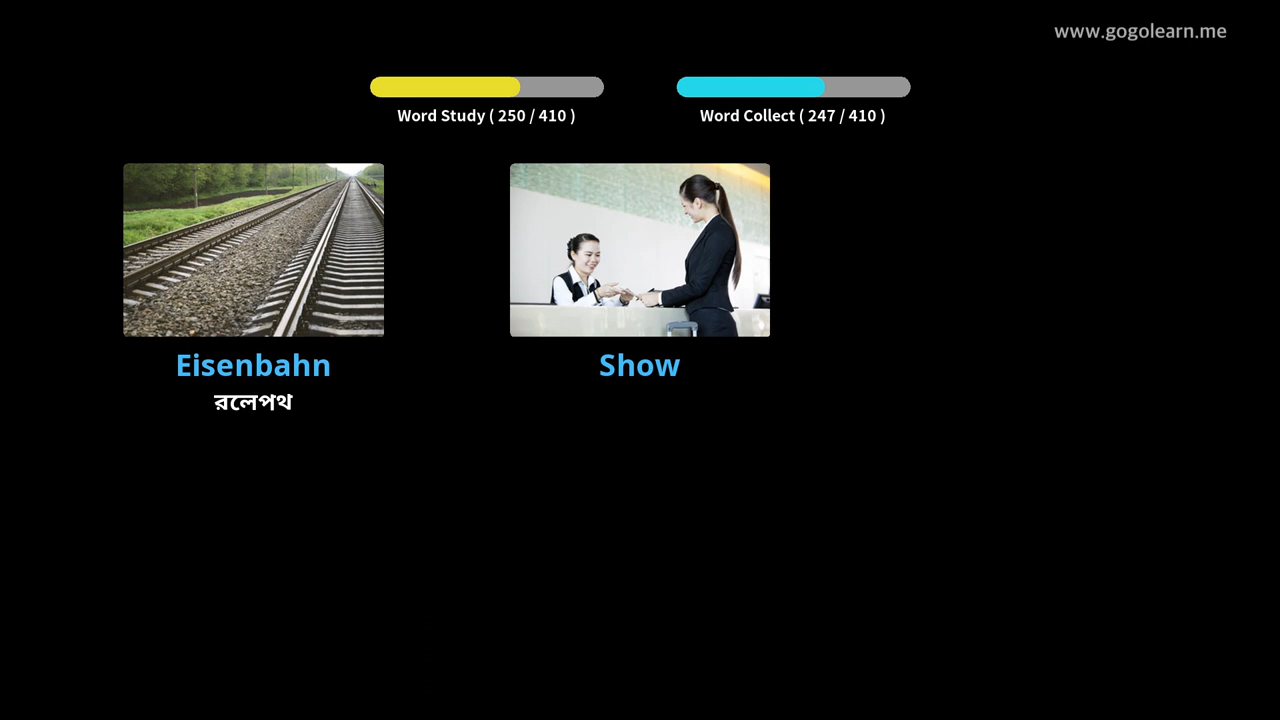 www.gogolearn.me
Word Study ( 250 / 410 )
Word Collect ( 247 / 410 )
Eisenbahn
Show
রলেপথ